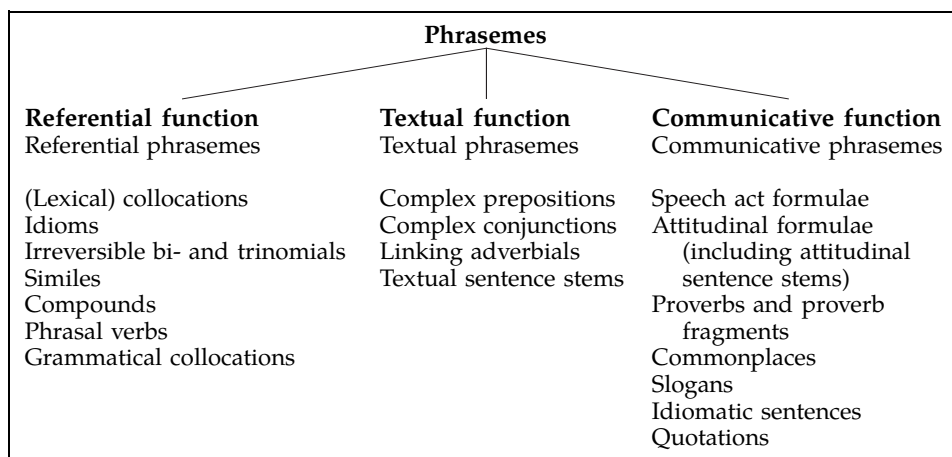 Phrasemes
Referential function
Referential phrasemes
(Lexical) collocations
Idioms
Irreversible bi- and trinomials
Similes
Compounds
Phrasal verbs
Grammatical collocations
Textual function
Textual phrasemes
Complex prepositions
Complex conjunctions
Linking adverbials
Textual sentence stems
Communicative function
Communicative phrasemes
Speech act formulae
Attitudinal formulae
(including attitudinal
sentence stems)
Proverbs and proverb
fragments
Commonplaces
Slogans
Idiomatic sentences
Quotations